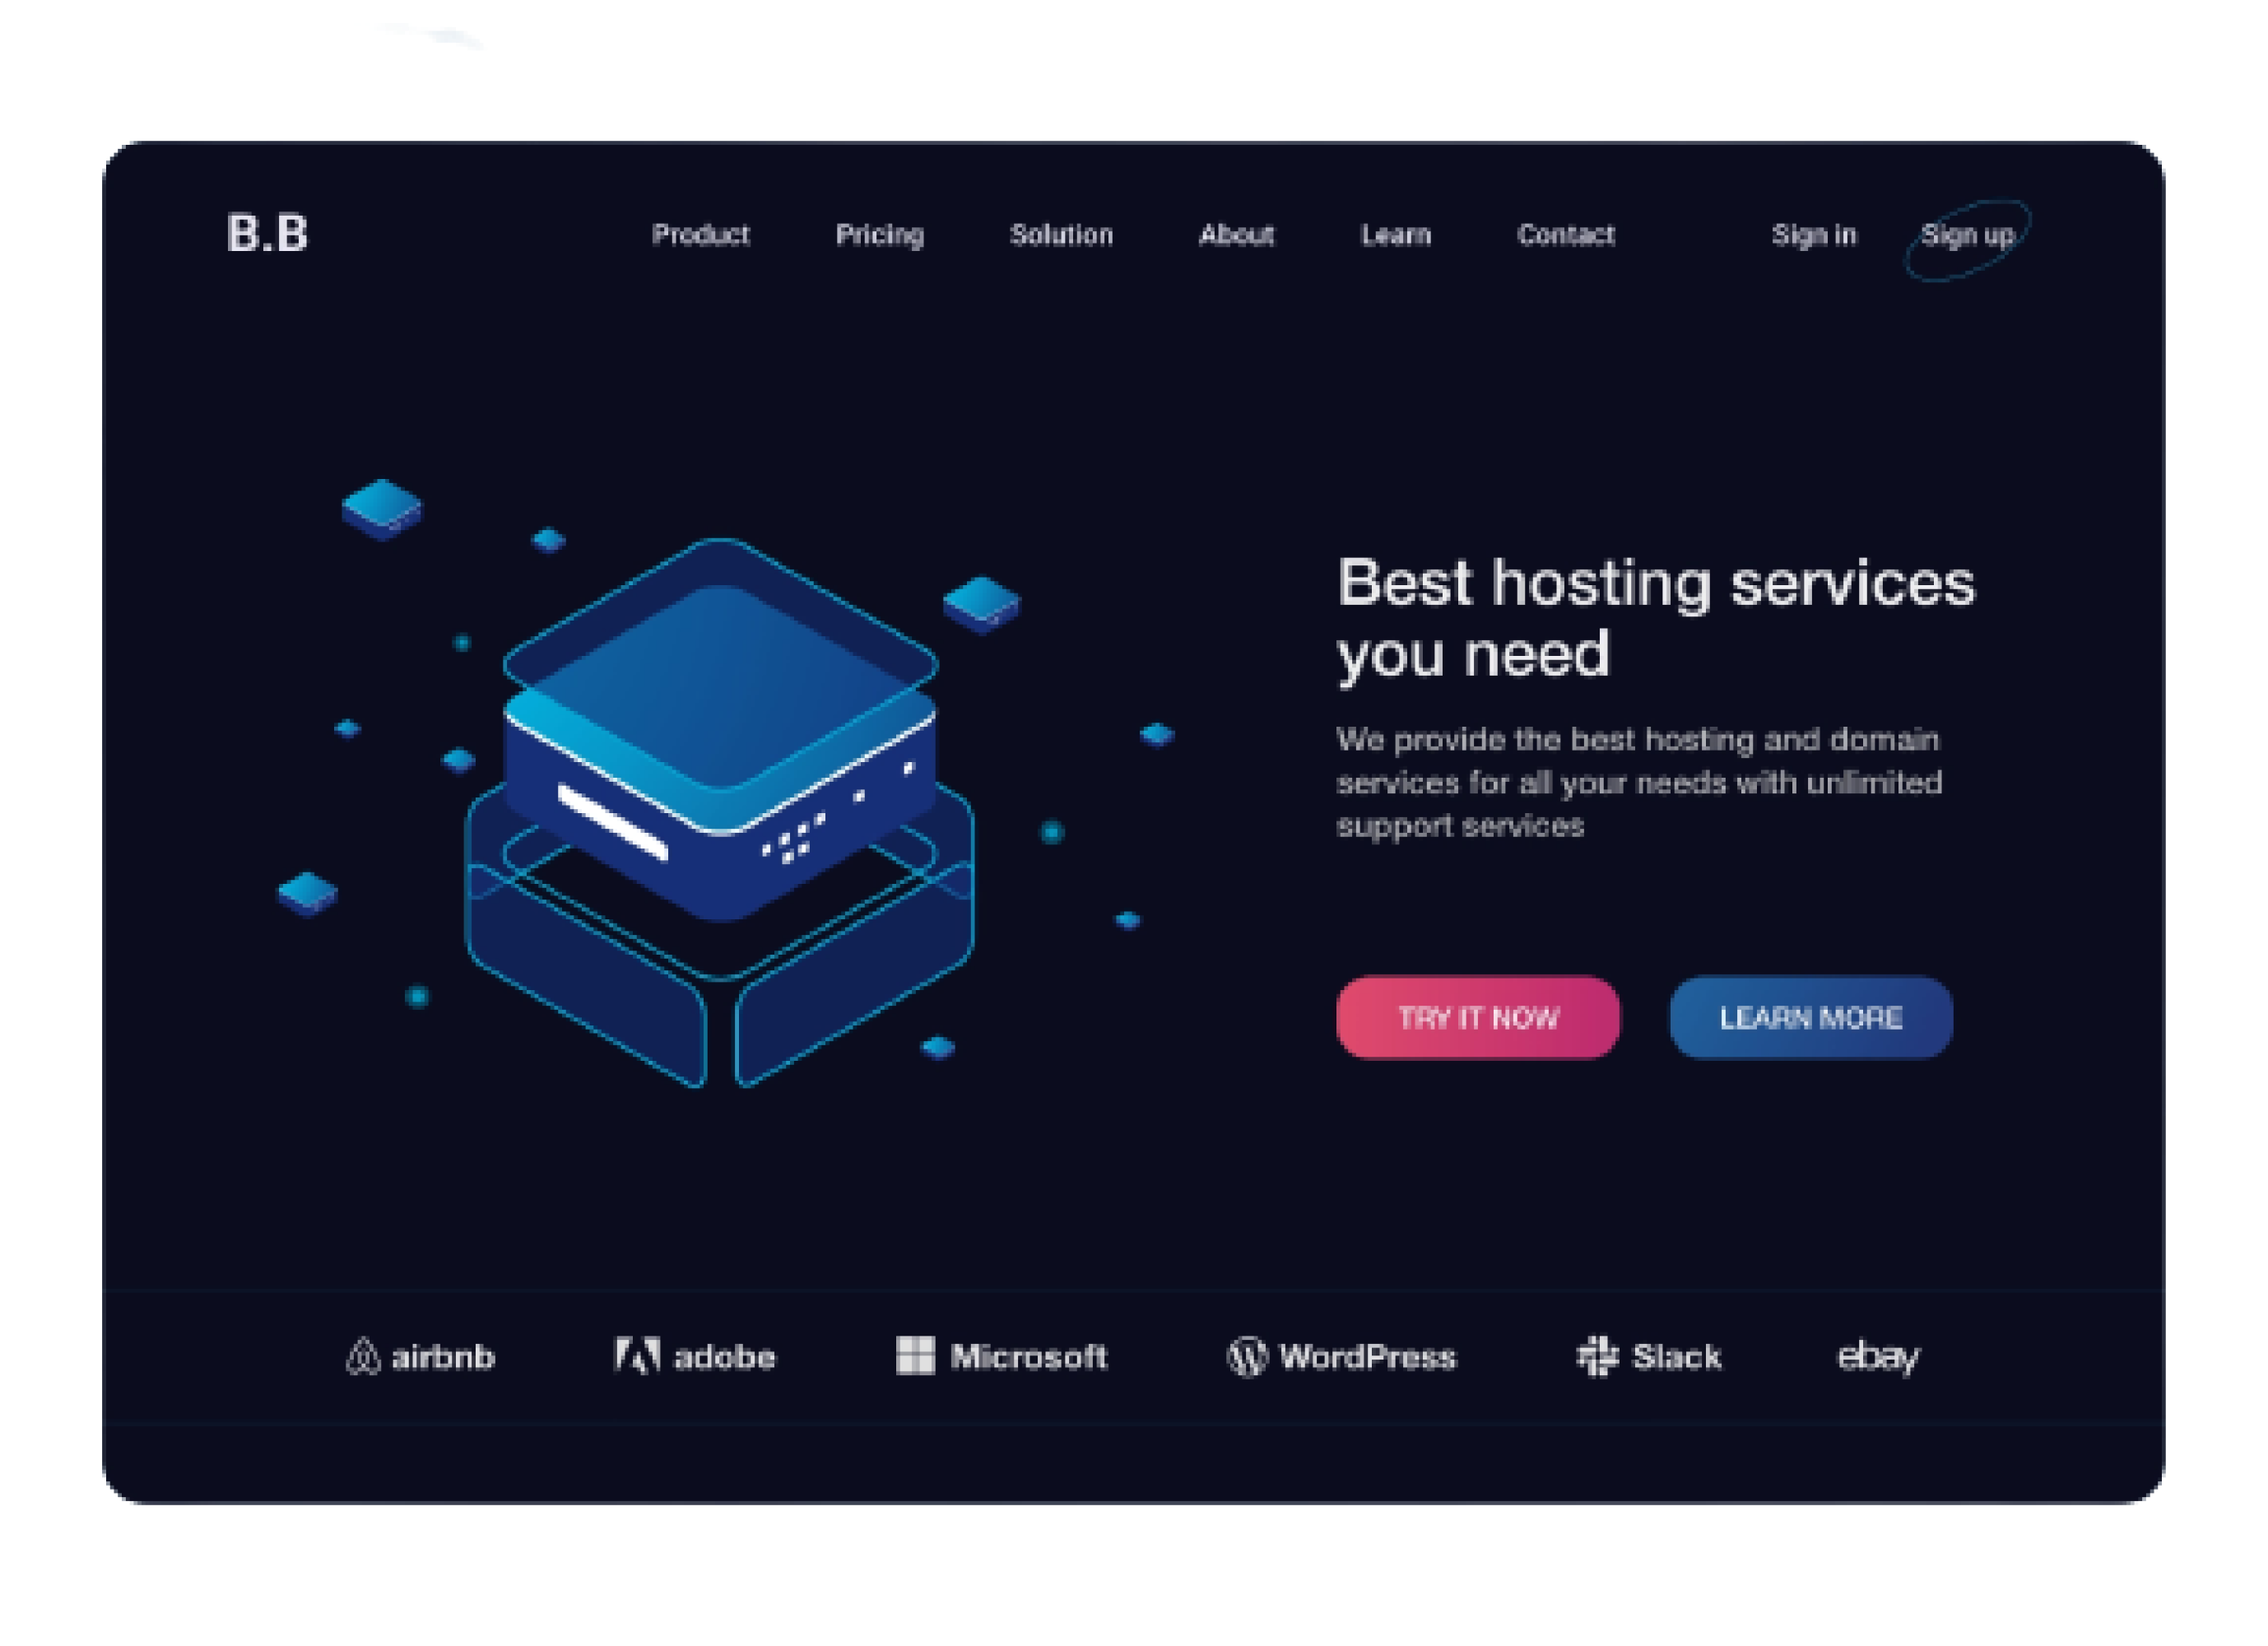 B.B Product Pricing Solution About Learn Contact Sign in Sign up
Best hosting services
you need
We provide the best hosting and domain
services for all your needs with unlimited
support services
TRY IT NOW LEARN MORE
airbnb adobe Microsoft WordPress Slack ebay